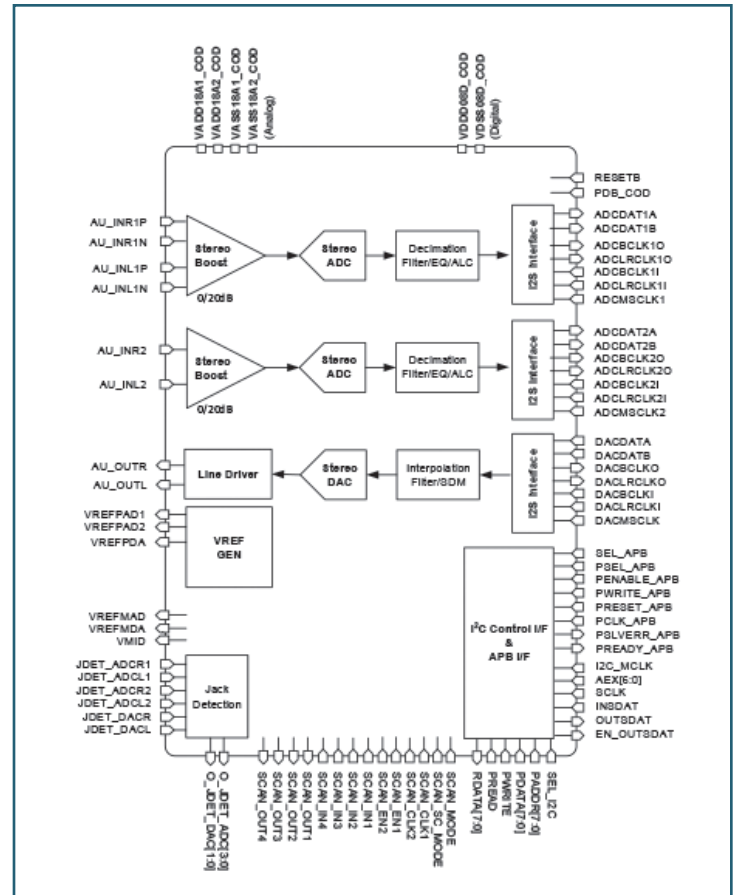 VADD18A1_COD
VADD18A2_COD
VASS18A1_COD
VASS18A2_COD
(Analog)
VDDD08D_COD
VDSS08D_COD
(Digital)
RESETB
PDB_COD
AU_INR1P
AU_INR1N
AU_INL1P
AU_INL1N
Stereo
Boost
0/20dB
Stereo
ADC
Decimation
Filter/EQ/ALC
I2S Interface
ADCDAT1A
ADCDAT1B
ADCBCLK1O
ADCLRCLK1O
ADCBCLK1I
ADCLRCLK1I
ADCMSCLK1
AU_INR2
AU_INL2
Stereo
Boost
0/20dB
Stereo
ADC
Decimation
Filter/EQ/ALC
I2S Interface
ADCDAT2A
ADCDAT2B
ADCBCLK2O
ADCLRCLK2O
ADCBCLK2I
ADCLRCLK2I
ADCMSCLK2
AU_OUTR
AU_OUTL
Line Driver
Stereo
DAC
Interpolation
Filter/SDM
I2S Interface
DACDATA
DACDATB
DACBCLKO
DACLRCLKO
DACBCLKI
DACLRCLKI
DACMSCLK
VREFPAD1
VREFPAD2
VREFPDA
VREF
GEN
VREFMAD
VREFMDA
VMID
JDET_ADCR1
JDET_ADCL1
JDET_ADCR2
JDET_ADCL2
JDET_DACR
JDET_DACL
Jack
Detection
I²C Control I/F
&
APB I/F
SEL_APB
PSEL_APB
PENABLE_APB
PWRITE_APB
PRESET_APB
PCLK_APB
PSLVERR_APB
PREADY_APB
I2C_MCLK
AEX[6:0]
SCLK
INSDAT
OUTSDAT
EN_OUTSDAT
O_JDET_DAC[1:0]
O_JDET_ADC[3:0]
SCAN_OUT4
SCAN_OUT3
SCAN_OUT2
SCAN_OUT1
SCAN_IN4
SCAN_IN3
SCAN_IN2
SCAN_IN1
SCAN_EN2
SCAN_EN1
SCAN_CLK2
SCAN_CLK1
SCAN_SC_MODE
SCAN_MODE
RDATA[7:0]
PREAD
PWRITE
PDATA[7:0]
PADDR[7:0]
SEL_I2C